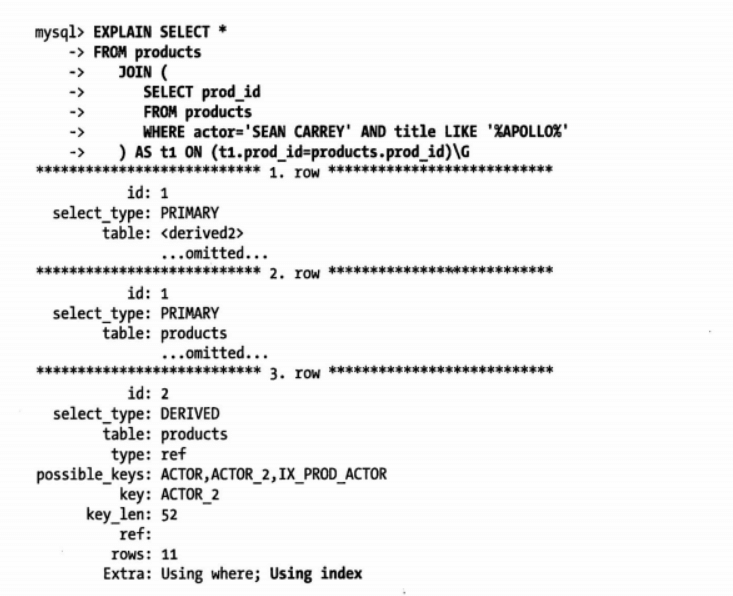 mysql> EXPLAIN SELECT *
-> FROM products
-> JOIN (
-> SELECT prod_id
-> FROM products
-> WHERE actor='SEAN CARREY' AND title LIKE '%APOLLO%'
-> ) AS t1 ON (t1.prod_id=products.prod_id)\G
*************************** 1. row ***************************
id: 1
select_type: PRIMARY
table: <derived2>
...omitted...
*************************** 2. row ***************************
id: 1
select_type: PRIMARY
table: products
...omitted...
*************************** 3. row ***************************
id: 2
select_type: DERIVED
table: products
type: ref
possible_keys: ACTOR,ACTOR_2,IX_PROD_ACTOR
key: ACTOR_2
key_len: 52
ref:
rows: 11
Extra: Using where; Using index